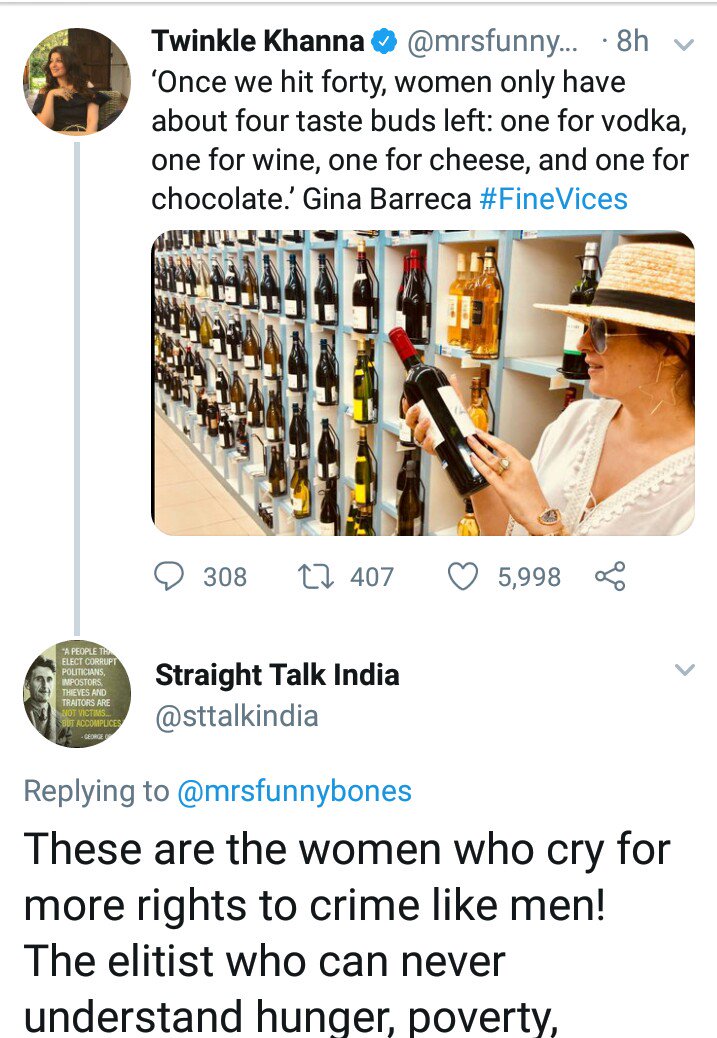 Twinkle Khanna @mrsfunny... · 8h
‘Once we hit forty, women only have
about four taste buds left: one for vodka,
one for wine, one for cheese, and one for
chocolate.’ Gina Barreca #FineVices
308 407 5,998
"A PEOPLE
ELECT CORRUPT
POLITICIANS,
IMPOSTORS,
THIEVES AND
TRAITORS ARE
NOT VICTIMS...
BUT ACCOMPLICES
- GEORGE
Straight Talk India
@sttalkindia
Replying to @mrsfunnybones
These are the women who cry for
more rights to crime like men!
The elitist who can never
understand hunger, poverty,